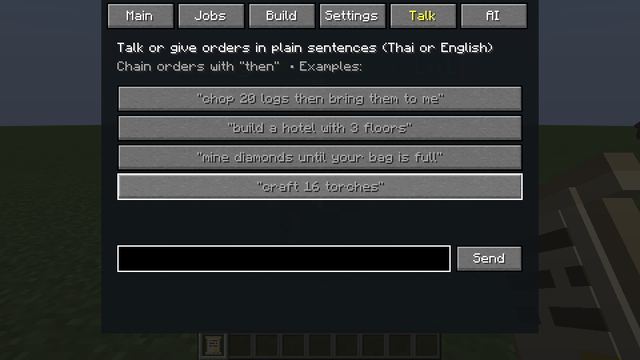 Main Jobs Build Settings Talk AI
Talk or give orders in plain sentences (Thai or English)
Chain orders with "then" • Examples:
"chop 20 logs then bring them to me"
"build a hotel with 3 floors"
"mine diamonds until your bag is full"
"craft 16 torches"
Send